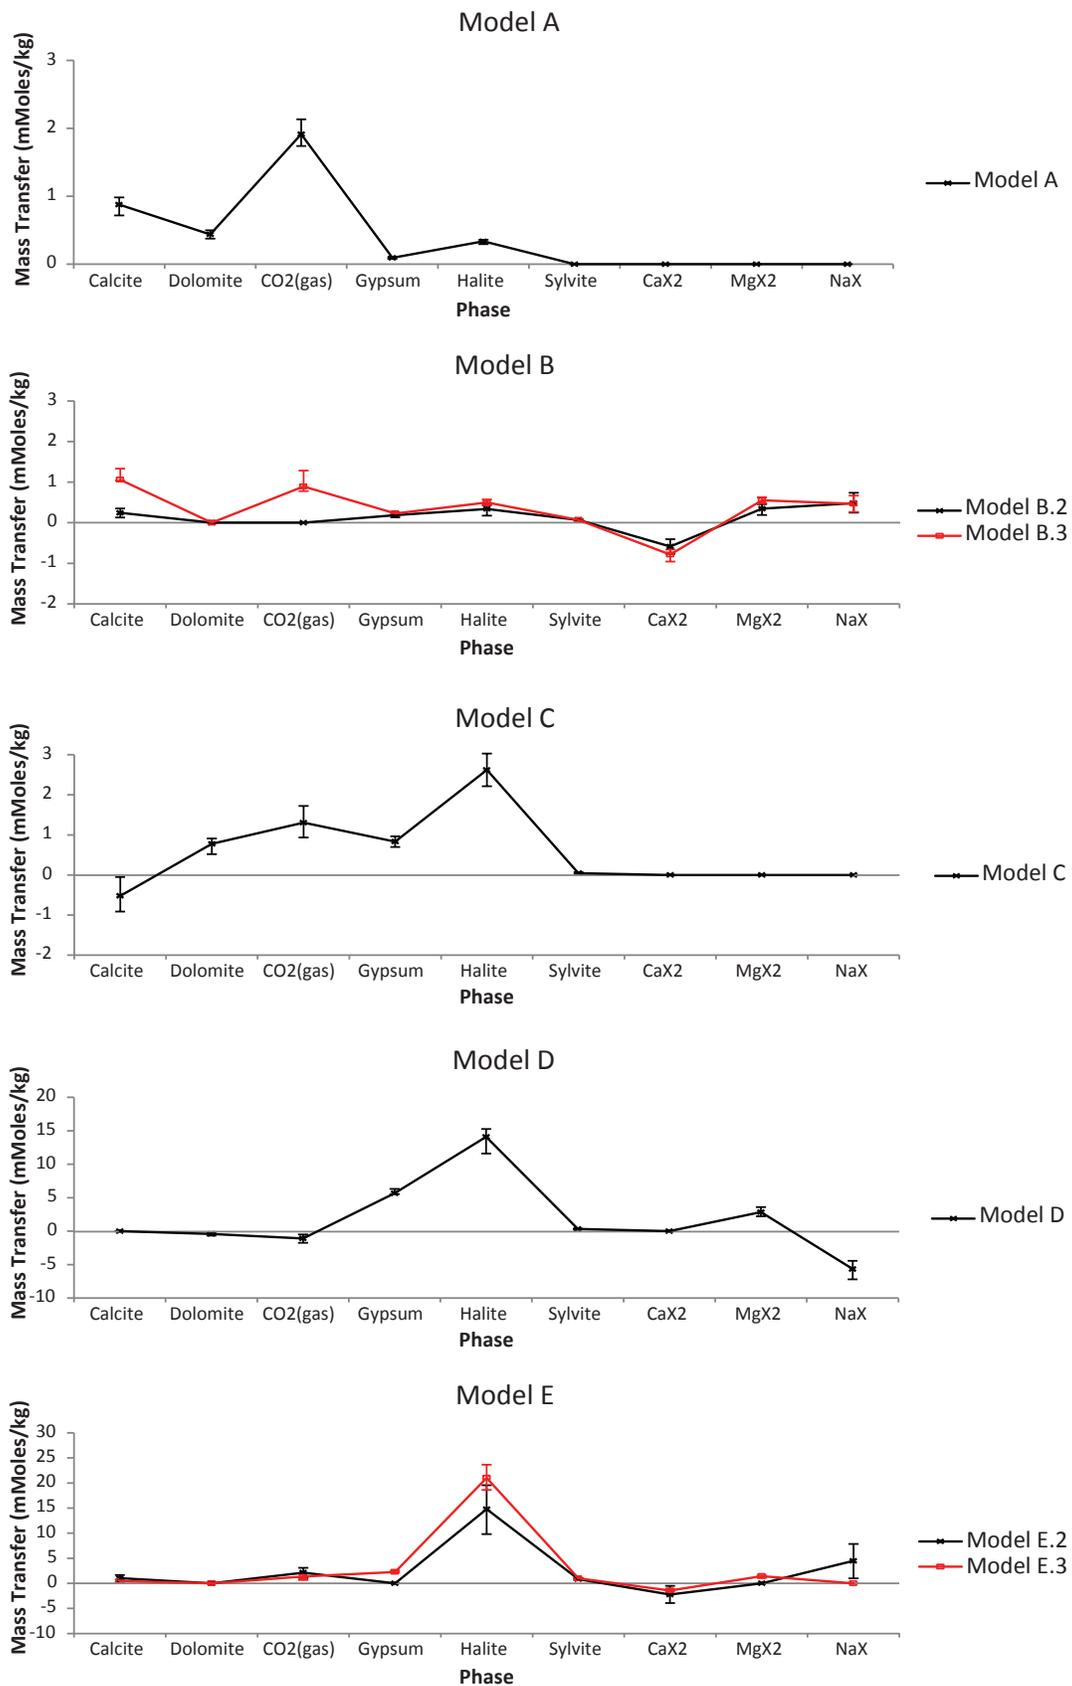 Model A
Mass Transfer (mMoles/kg)
3
2
1
0
Calcite Dolomite CO2(gas) Gypsum Halite Sylvite CaX2 MgX2 NaX
Phase
Model A
Model B
Mass Transfer (mMoles/kg)
3
2
1
0
-1
-2
Calcite Dolomite CO2(gas) Gypsum Halite Sylvite CaX2 MgX2 NaX
Phase
Model B.2
Model B.3
Model C
Mass Transfer (mMoles/kg)
3
2
1
0
-1
-2
Calcite Dolomite CO2(gas) Gypsum Halite Sylvite CaX2 MgX2 NaX
Phase
Model C
Model D
Mass Transfer (mMoles/kg)
20
15
10
5
0
-5
-10
Calcite Dolomite CO2(gas) Gypsum Halite Sylvite CaX2 MgX2 NaX
Phase
Model D
Model E
Mass Transfer (mMoles/kg)
30
25
20
15
10
5
0
-5
-10
Calcite Dolomite CO2(gas) Gypsum Halite Sylvite CaX2 MgX2 NaX
Phase
Model E.2
Model E.3